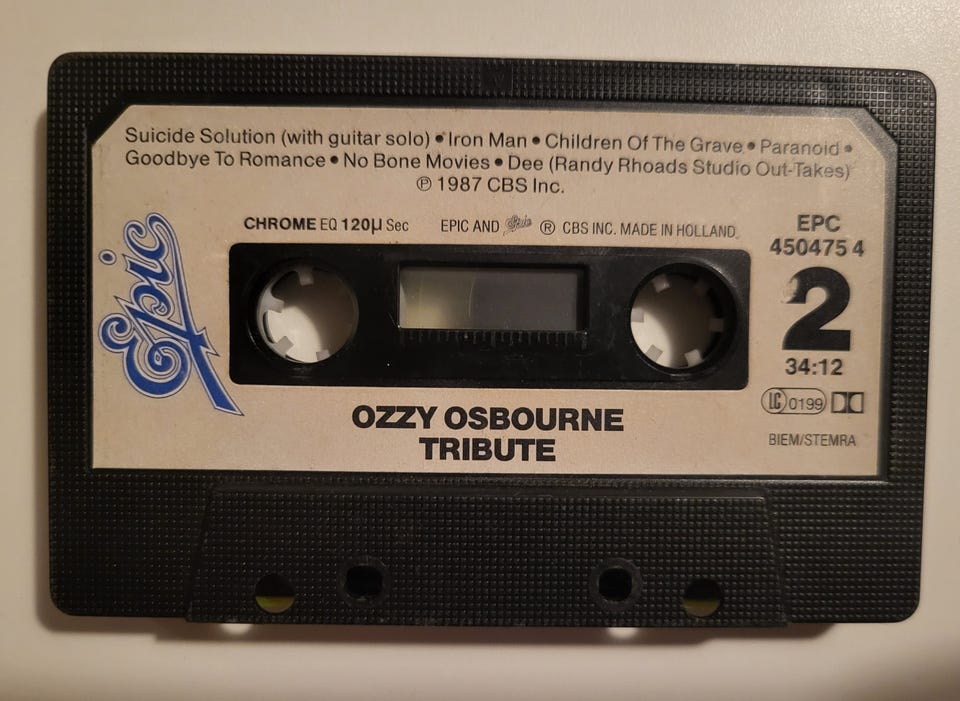 Suicide Solution (with guitar solo) • Iron Man • Children Of The Grave • Paranoid •
Goodbye To Romance • No Bone Movies • Dee (Randy Rhoads Studio Out-Takes)
℗ 1987 CBS Inc.
CHROME EQ 120µ Sec
EPIC AND Epic ® CBS INC. MADE IN HOLLAND
EPC
450475 4
Epic
2
34:12
LC 0199
BIEM/STEMRA
OZZY OSBOURNE
TRIBUTE